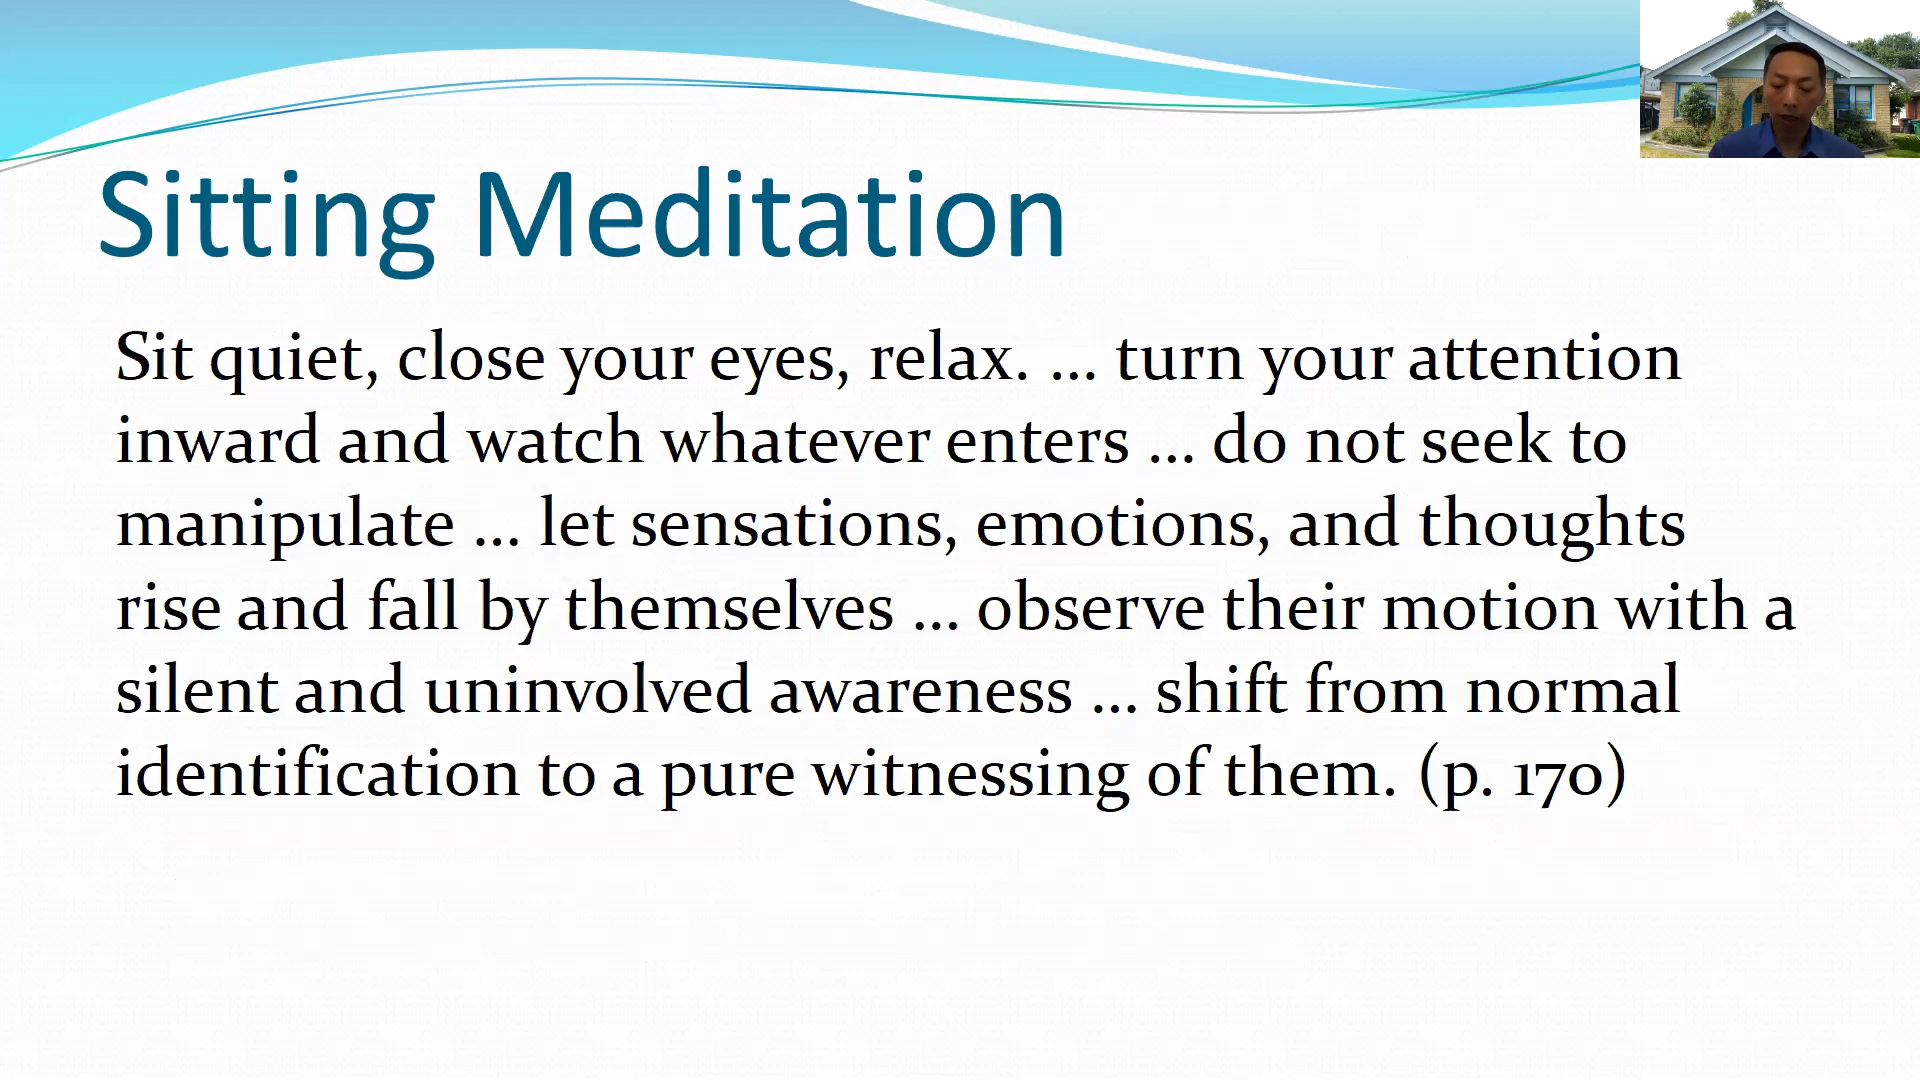 Sitting Meditation
Sit quiet, close your eyes, relax. ... turn your attention
inward and watch whatever enters ... do not seek to
manipulate ... let sensations, emotions, and thoughts
rise and fall by themselves ... observe their motion with a
silent and uninvolved awareness ... shift from normal
identification to a pure witnessing of them. (p. 170)